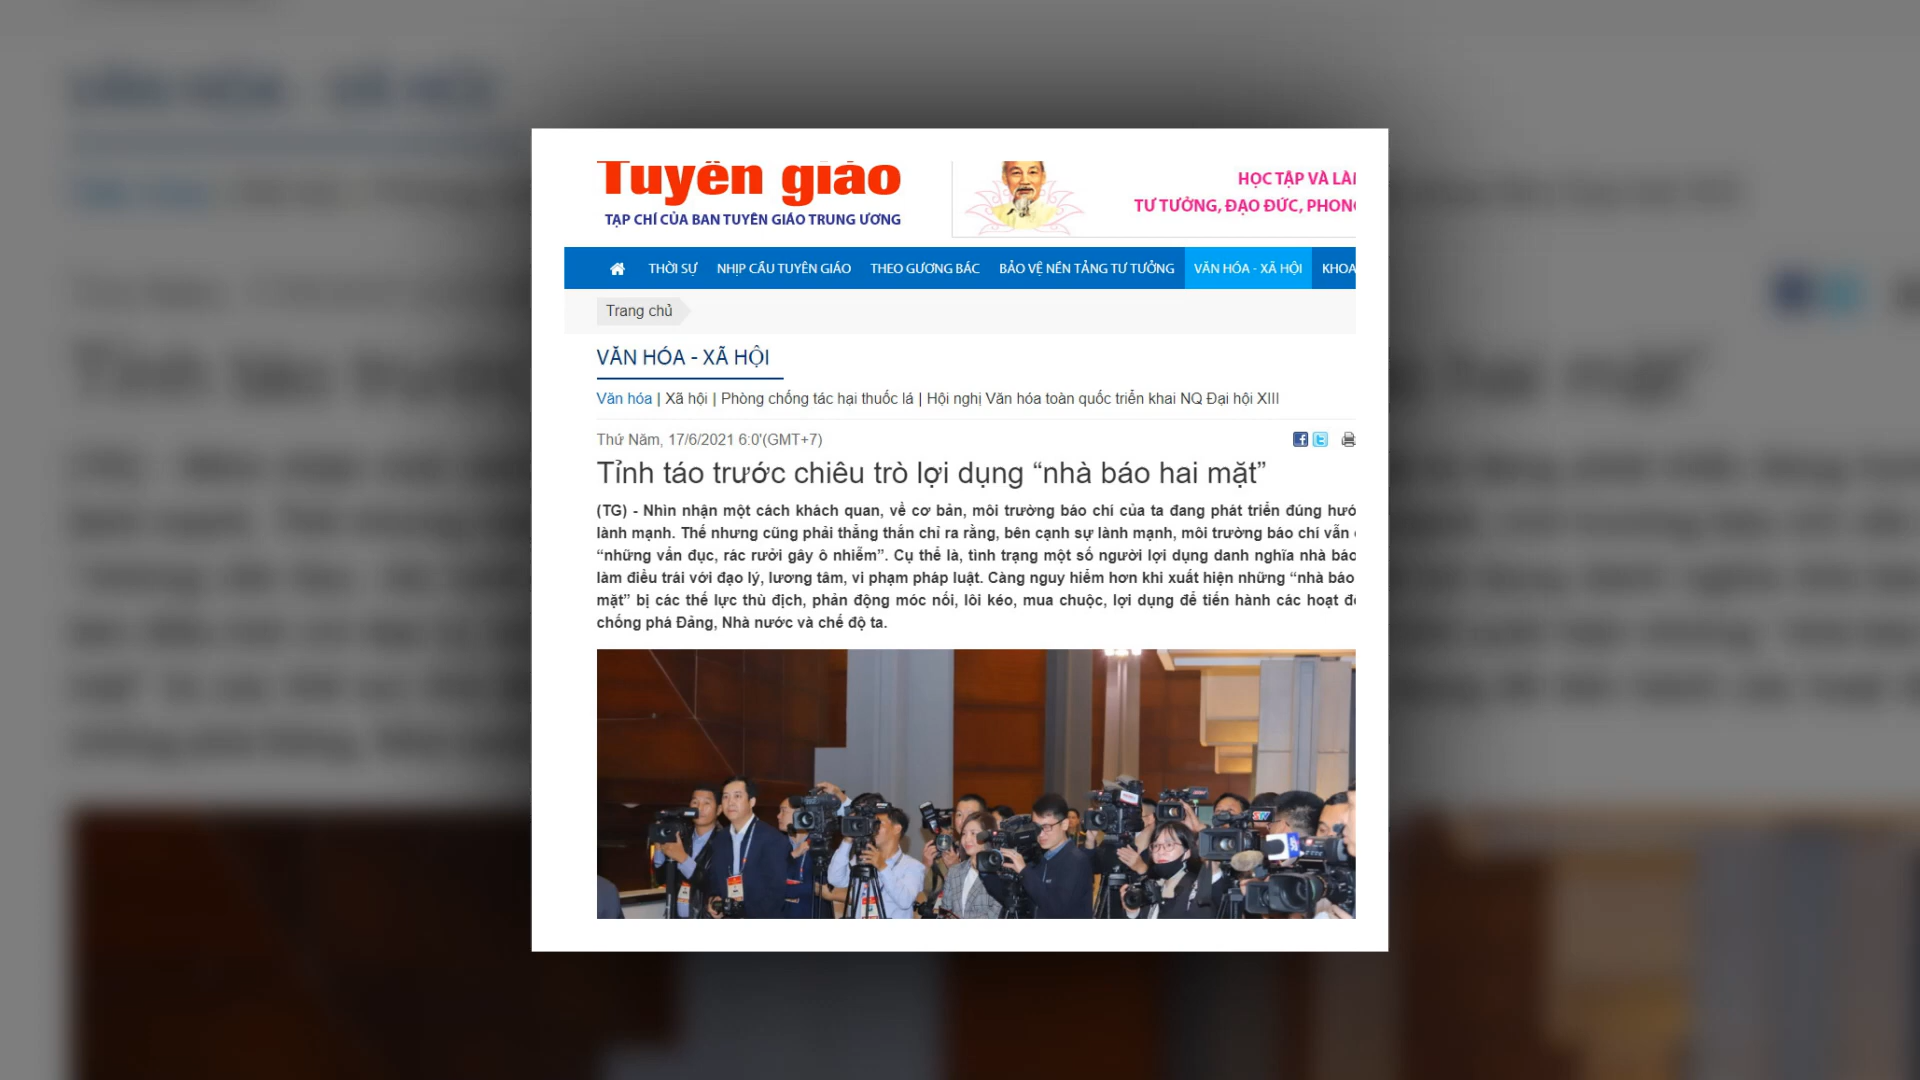 Tuyên giáo
TẠP CHÍ CỦA BAN TUYÊN GIÁO TRUNG ƯƠNG
HỌC TẬP VÀ LÀM
TƯ TƯỞNG, ĐẠO ĐỨC, PHONG
THỜI SỰ NHỊP CẦU TUYÊN GIÁO THEO GƯƠNG BÁC BẢO VỆ NỀN TẢNG TƯ TƯỞNG VĂN HÓA - XÃ HỘI KHOA
Trang chủ
VĂN HÓA - XÃ HỘI
Văn hóa | Xã hội | Phòng chống tác hại thuốc lá | Hội nghị Văn hóa toàn quốc triển khai NQ Đại hội XIII
Thứ Năm, 17/6/2021 6:0'(GMT+7)
Tỉnh táo trước chiêu trò lợi dụng “nhà báo hai mặt”
(TG) - Nhìn nhận một cách khách quan, về cơ bản, môi trường báo chí của ta đang phát triển đúng hướ
lành mạnh. Thế nhưng cũng phải thẳng thắn chỉ ra rằng, bên cạnh sự lành mạnh, môi trường báo chí vẫn
“những vẩn đục, rác rưởi gây ô nhiễm”. Cụ thể là, tình trạng một số người lợi dụng danh nghĩa nhà báo
làm điều trái với đạo lý, lương tâm, vi phạm pháp luật. Càng nguy hiểm hơn khi xuất hiện những “nhà báo
mặt” bị các thế lực thù địch, phản động móc nối, lôi kéo, mua chuộc, lợi dụng để tiến hành các hoạt độ
chống phá Đảng, Nhà nước và chế độ ta.